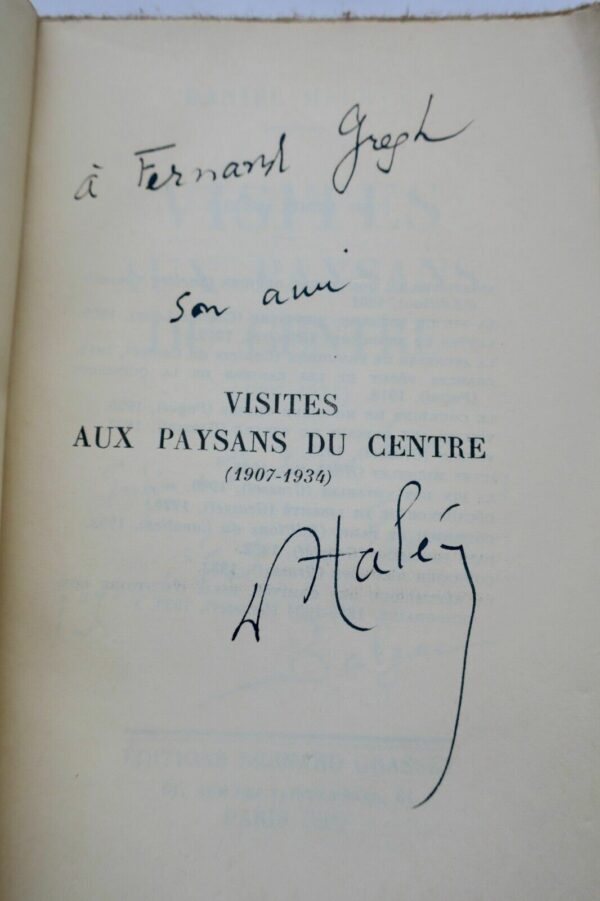 à Fernand Gregh
son ami
VISITES
AUX PAYSANS DU CENTRE
(1907-1934)
D Halévy